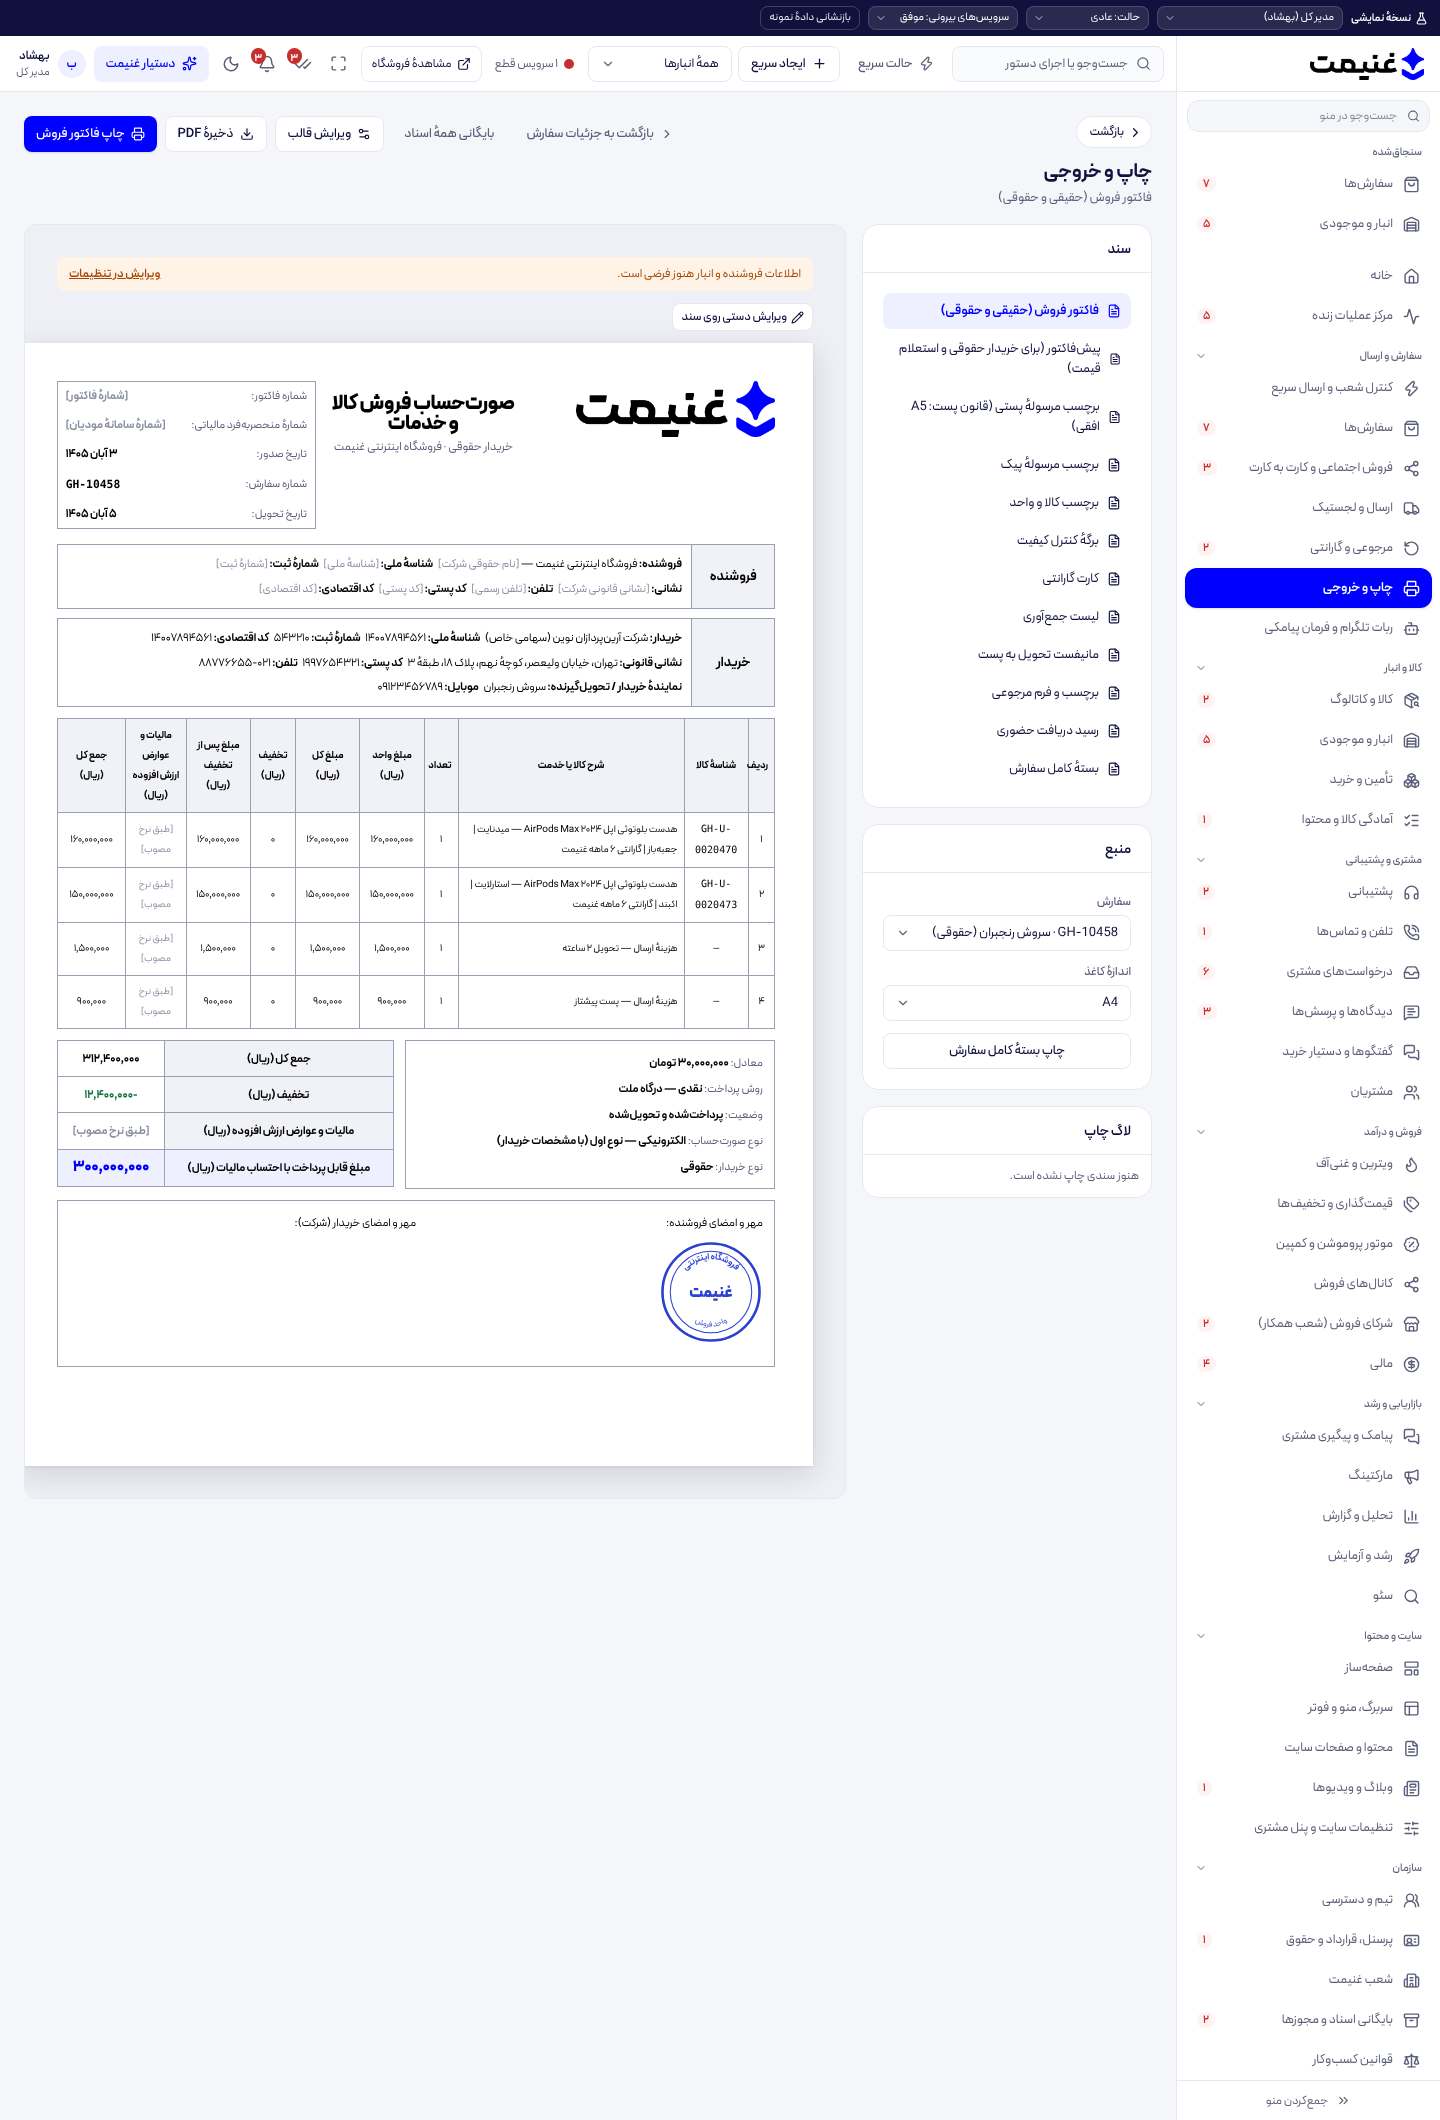 نسخهٔ نمایشی
مدیر کل (بهشاد)
حالت: عادی
سرویس‌های بیرونی: موفق
بازنشانی دادهٔ نمونه
غنیمت
جست‌وجو یا اجرای دستور
حالت سریع
ایجاد سریع
همهٔ انبارها
۱ سرویس قطع
مشاهدهٔ فروشگاه
۳
۳
دستیار غنیمت
ب
بهشاد
مدیر کل
جست‌وجو در منو
سنجاق‌شده
سفارش‌ها ۷
انبار و موجودی ۵
خانه
مرکز عملیات زنده ۵
سفارش و ارسال
کنترل شعب و ارسال سریع
سفارش‌ها ۷
فروش اجتماعی و کارت به کارت ۳
ارسال و لجستیک
مرجوعی و گارانتی ۲
چاپ و خروجی
ربات تلگرام و فرمان پیامکی
کالا و انبار
کالا و کاتالوگ ۲
انبار و موجودی ۵
تأمین و خرید
آمادگی کالا و محتوا ۱
مشتری و پشتیبانی
پشتیبانی ۲
تلفن و تماس‌ها ۱
درخواست‌های مشتری ۶
دیدگاه‌ها و پرسش‌ها ۳
گفتگوها و دستیار خرید
مشتریان
فروش و درآمد
ویترین و غنی‌آف
قیمت‌گذاری و تخفیف‌ها
موتور پروموشن و کمپین
کانال‌های فروش
شرکای فروش (شعب همکار) ۲
مالی ۴
بازاریابی و رشد
پیامک و پیگیری مشتری
مارکتینگ
تحلیل و گزارش
رشد و آزمایش
سئو
سایت و محتوا
صفحه‌ساز
سربرگ، منو و فوتر
محتوا و صفحات سایت
وبلاگ و ویدیوها ۱
تنظیمات سایت و پنل مشتری
سازمان
تیم و دسترسی
پرسنل، قرارداد و حقوق ۱
شعب غنیمت
بایگانی اسناد و مجوزها ۲
قوانین کسب‌وکار
جمع‌کردن منو
بازگشت
بازگشت به جزئیات سفارش
بایگانی همهٔ اسناد
ویرایش قالب
ذخیرهٔ PDF
چاپ فاکتور فروش
چاپ و خروجی
فاکتور فروش (حقیقی و حقوقی)
سند
فاکتور فروش (حقیقی و حقوقی)
پیش‌فاکتور (برای خریدار حقوقی و استعلام
قیمت)
برچسب مرسولهٔ پستی (قانون پست: A5
افقی)
برچسب مرسولهٔ پیک
برچسب کالا و واحد
برگهٔ کنترل کیفیت
کارت گارانتی
لیست جمع‌آوری
مانیفست تحویل به پست
برچسب و فرم مرجوعی
رسید دریافت حضوری
بستهٔ کامل سفارش
منبع
سفارش
GH-10458 · سروش رنجبران (حقوقی)
اندازهٔ کاغذ
A4
چاپ بستهٔ کامل سفارش
لاگ چاپ
هنوز سندی چاپ نشده است.
اطلاعات فروشنده و انبار هنوز فرضی است.
ویرایش در تنظیمات
ویرایش دستی روی سند
غنیمت
صورت‌حساب فروش کالا
و خدمات
خریدار حقوقی · فروشگاه اینترنتی غنیمت
شماره فاکتور: [شمارهٔ فاکتور]
شمارهٔ منحصربه‌فرد مالیاتی: [شمارهٔ سامانهٔ مودیان]
تاریخ صدور: ۳ آبان ۱۴۰۵
شماره سفارش: GH-10458
تاریخ تحویل: ۵ آبان ۱۴۰۵
فروشنده
فروشنده: فروشگاه اینترنتی غنیمت — [نام حقوقی شرکت] شناسهٔ ملی: [شناسهٔ ملی] شمارهٔ ثبت: [شمارهٔ ثبت]
نشانی: [نشانی قانونی شرکت] تلفن: [تلفن رسمی] کد پستی: [کد پستی] کد اقتصادی: [کد اقتصادی]
خریدار
خریدار: شرکت آرین‌پردازان نوین (سهامی خاص) شناسهٔ ملی: ۱۴۰۰۷۸۹۴۵۶۱ شمارهٔ ثبت: ۵۴۳۲۱۰ کد اقتصادی: ۱۴۰۰۷۸۹۴۵۶۱
نشانی قانونی: تهران، خیابان ولیعصر، کوچهٔ نهم، پلاک ۱۸، طبقهٔ ۳ کد پستی: ۱۹۹۷۶۵۴۳۲۱ تلفن: ۰۲۱-۸۸۷۷۶۶۵۵
نمایندهٔ خریدار / تحویل‌گیرنده: سروش رنجبران موبایل: ۰۹۱۲۳۴۵۶۷۸۹
ردیف شناسهٔ کالا شرح کالا یا خدمت تعداد مبلغ واحد (ریال) مبلغ کل (ریال) تخفیف (ریال) مبلغ پس از تخفیف (ریال) مالیات و عوارض ارزش افزوده (ریال) جمع کل (ریال)
۱ GH-U-0020470 هدست بلوتوثی اپل AirPods Max ۲۰۲۴ — میدنایت | جعبه‌باز | گارانتی ۶ ماهه غنیمت ۱ ۱۶۰,۰۰۰,۰۰۰ ۱۶۰,۰۰۰,۰۰۰ ۰ ۱۶۰,۰۰۰,۰۰۰ [طبق نرخ مصوب] ۱۶۰,۰۰۰,۰۰۰
۲ GH-U-0020473 هدست بلوتوثی اپل AirPods Max ۲۰۲۴ — استارلایت | اکبند | گارانتی ۶ ماهه غنیمت ۱ ۱۵۰,۰۰۰,۰۰۰ ۱۵۰,۰۰۰,۰۰۰ ۰ ۱۵۰,۰۰۰,۰۰۰ [طبق نرخ مصوب] ۱۵۰,۰۰۰,۰۰۰
۳ — هزینهٔ ارسال — تحویل ۲ ساعته ۱ ۱,۵۰۰,۰۰۰ ۱,۵۰۰,۰۰۰ ۰ ۱,۵۰۰,۰۰۰ [طبق نرخ مصوب] ۱,۵۰۰,۰۰۰
۴ — هزینهٔ ارسال — پست پیشتاز ۱ ۹۰۰,۰۰۰ ۹۰۰,۰۰۰ ۰ ۹۰۰,۰۰۰ [طبق نرخ مصوب] ۹۰۰,۰۰۰
معادل: ۳۰,۰۰۰,۰۰۰ تومان
روش پرداخت: نقدی — درگاه ملت
وضعیت: پرداخت‌شده و تحویل‌شده
نوع صورت‌حساب: الکترونیکی — نوع اول (با مشخصات خریدار)
نوع خریدار: حقوقی
جمع کل (ریال) ۳۱۲,۴۰۰,۰۰۰
تخفیف (ریال) -۱۲,۴۰۰,۰۰۰
مالیات و عوارض ارزش افزوده (ریال) [طبق نرخ مصوب]
مبلغ قابل پرداخت با احتساب مالیات (ریال) ۳۰۰,۰۰۰,۰۰۰
مهر و امضای فروشنده:
مهر و امضای خریدار (شرکت):
فروشگاه اینترنتی
غنیمت
واحد فروش